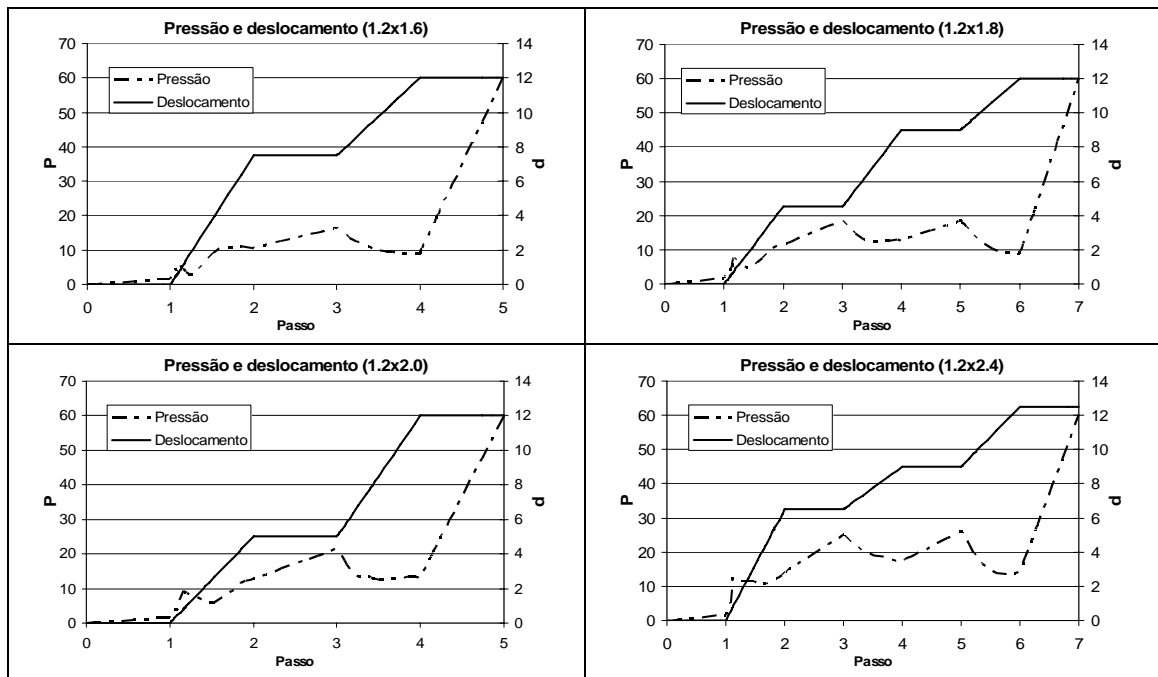 Pressão e deslocamento (1.2x1.6)
70 14
60 12
50 10
40 8
30 6
20 4
10 2
0 0
P
d
Pressão
Deslocamento
0 1 2 3 4 5
Passo
Pressão e deslocamento (1.2x1.8)
70 14
60 12
50 10
40 8
30 6
20 4
10 2
0 0
P
d
Pressão
Deslocamento
0 1 2 3 4 5 6 7
Passo
Pressão e deslocamento (1.2x2.0)
70 14
60 12
50 10
40 8
30 6
20 4
10 2
0 0
P
d
Pressão
Deslocamento
0 1 2 3 4 5
Passo
Pressão e deslocamento (1.2x2.4)
70 14
60 12
50 10
40 8
30 6
20 4
10 2
0 0
P
d
Pressão
Deslocamento
0 1 2 3 4 5 6 7
Passo